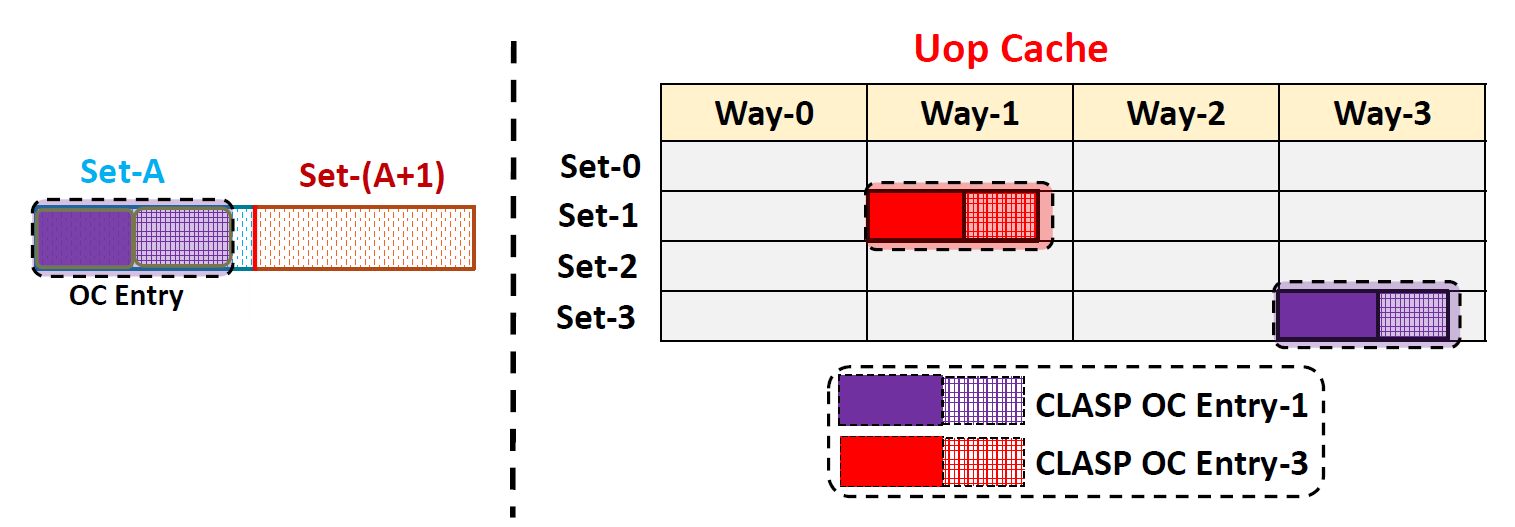 Set-A
Set-(A+1)
OC Entry
Uop Cache
Way-0 Way-1 Way-2 Way-3
Set-0
Set-1
Set-2
Set-3
CLASP OC Entry-1
CLASP OC Entry-3